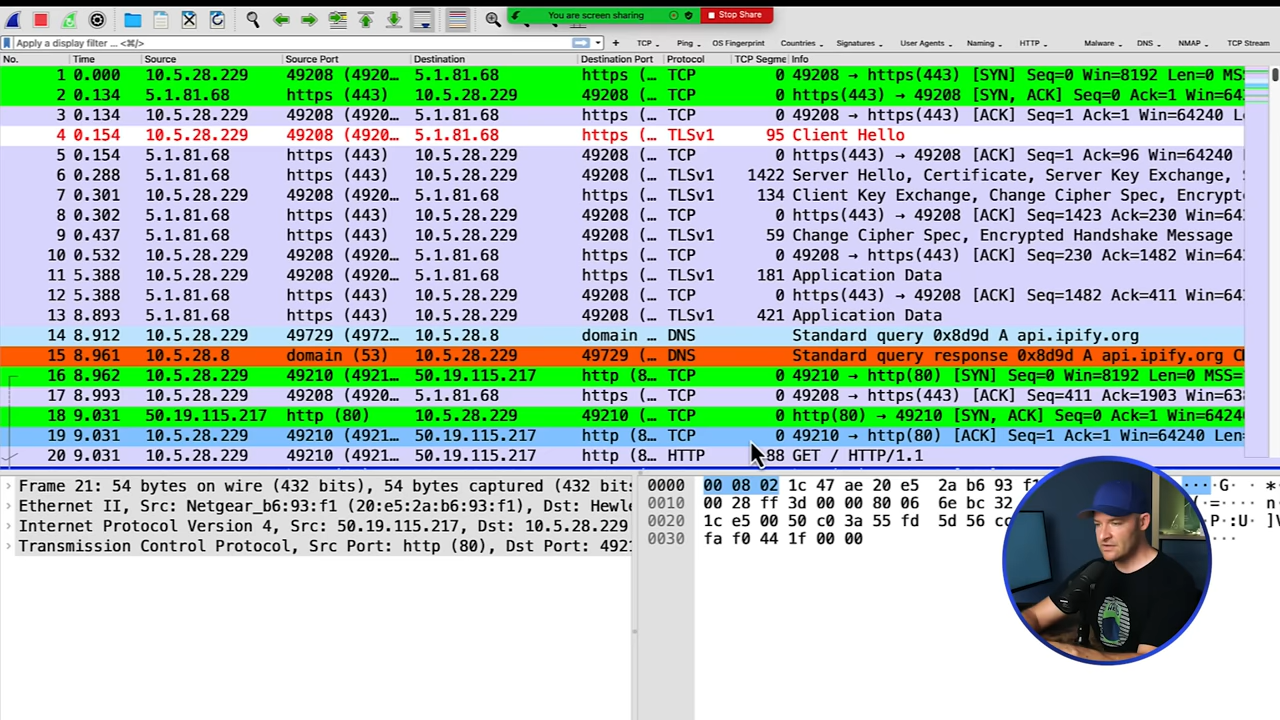 You are screen sharing Stop Share
Apply a display filter ... <⌘/> + TCP Ping OS Fingerprint Countries Signatures User Agents Naming HTTP Malware DNS NMAP TCP Stream
No. Time Source Source Port Destination Destination Port Protocol TCP Segme Info
1 0.000 10.5.28.229 49208 (4920… 5.1.81.68 https (… TCP 0 49208 → https(443) [SYN] Seq=0 Win=8192 Len=0 MS
2 0.134 5.1.81.68 https (443) 10.5.28.229 49208 (… TCP 0 https(443) → 49208 [SYN, ACK] Seq=0 Ack=1 Win=64
3 0.134 10.5.28.229 49208 (4920… 5.1.81.68 https (… TCP 0 49208 → https(443) [ACK] Seq=1 Ack=1 Win=64240 L
4 0.154 10.5.28.229 49208 (4920… 5.1.81.68 https (… TLSv1 95 Client Hello
5 0.154 5.1.81.68 https (443) 10.5.28.229 49208 (… TCP 0 https(443) → 49208 [ACK] Seq=1 Ack=96 Win=64240
6 0.288 5.1.81.68 https (443) 10.5.28.229 49208 (… TLSv1 1422 Server Hello, Certificate, Server Key Exchange,
7 0.301 10.5.28.229 49208 (4920… 5.1.81.68 https (… TLSv1 134 Client Key Exchange, Change Cipher Spec, Encrypt
8 0.302 5.1.81.68 https (443) 10.5.28.229 49208 (… TCP 0 https(443) → 49208 [ACK] Seq=1423 Ack=230 Win=64
9 0.437 5.1.81.68 https (443) 10.5.28.229 49208 (… TLSv1 59 Change Cipher Spec, Encrypted Handshake Message
10 0.532 10.5.28.229 49208 (4920… 5.1.81.68 https (… TCP 0 49208 → https(443) [ACK] Seq=230 Ack=1482 Win=64
11 5.388 10.5.28.229 49208 (4920… 5.1.81.68 https (… TLSv1 181 Application Data
12 5.388 5.1.81.68 https (443) 10.5.28.229 49208 (… TCP 0 https(443) → 49208 [ACK] Seq=1482 Ack=411 Win=64
13 8.893 5.1.81.68 https (443) 10.5.28.229 49208 (… TLSv1 421 Application Data
14 8.912 10.5.28.229 49729 (4972… 10.5.28.8 domain … DNS Standard query 0x8d9d A api.ipify.org
15 8.961 10.5.28.8 domain (53) 10.5.28.229 49729 (… DNS Standard query response 0x8d9d A api.ipify.org
16 8.962 10.5.28.229 49210 (4921… 50.19.115.217 http (8… TCP 0 49210 → http(80) [SYN] Seq=0 Win=8192 Len=0 MSS=
17 8.993 10.5.28.229 49208 (4920… 5.1.81.68 https (… TCP 0 49208 → https(443) [ACK] Seq=411 Ack=1903 Win=63
18 9.031 50.19.115.217 http (80) 10.5.28.229 49210 (… TCP 0 http(80) → 49210 [SYN, ACK] Seq=0 Ack=1 Win=6424
19 9.031 10.5.28.229 49210 (4921… 50.19.115.217 http (8… TCP 0 49210 → http(80) [ACK] Seq=1 Ack=1 Win=64240 Len
20 9.031 10.5.28.229 49210 (4921… 50.19.115.217 http (8… HTTP 88 GET / HTTP/1.1
Frame 21: 54 bytes on wire (432 bits), 54 bytes captured (432 bit
Ethernet II, Src: Netgear_b6:93:f1 (20:e5:2a:b6:93:f1), Dst: Hewl
Internet Protocol Version 4, Src: 50.19.115.217, Dst: 10.5.28.229
Transmission Control Protocol, Src Port: http (80), Dst Port: 492
0000 00 08 02 1c 47 ae 20 e5 2a b6 93 ····G· *
0010 00 28 ff 3d 00 00 80 06 6e bc 32 (=
0020 1c e5 00 50 c0 3a 55 fd 5d 56 P·:U ]
0030 fa f0 44 1f 00 00